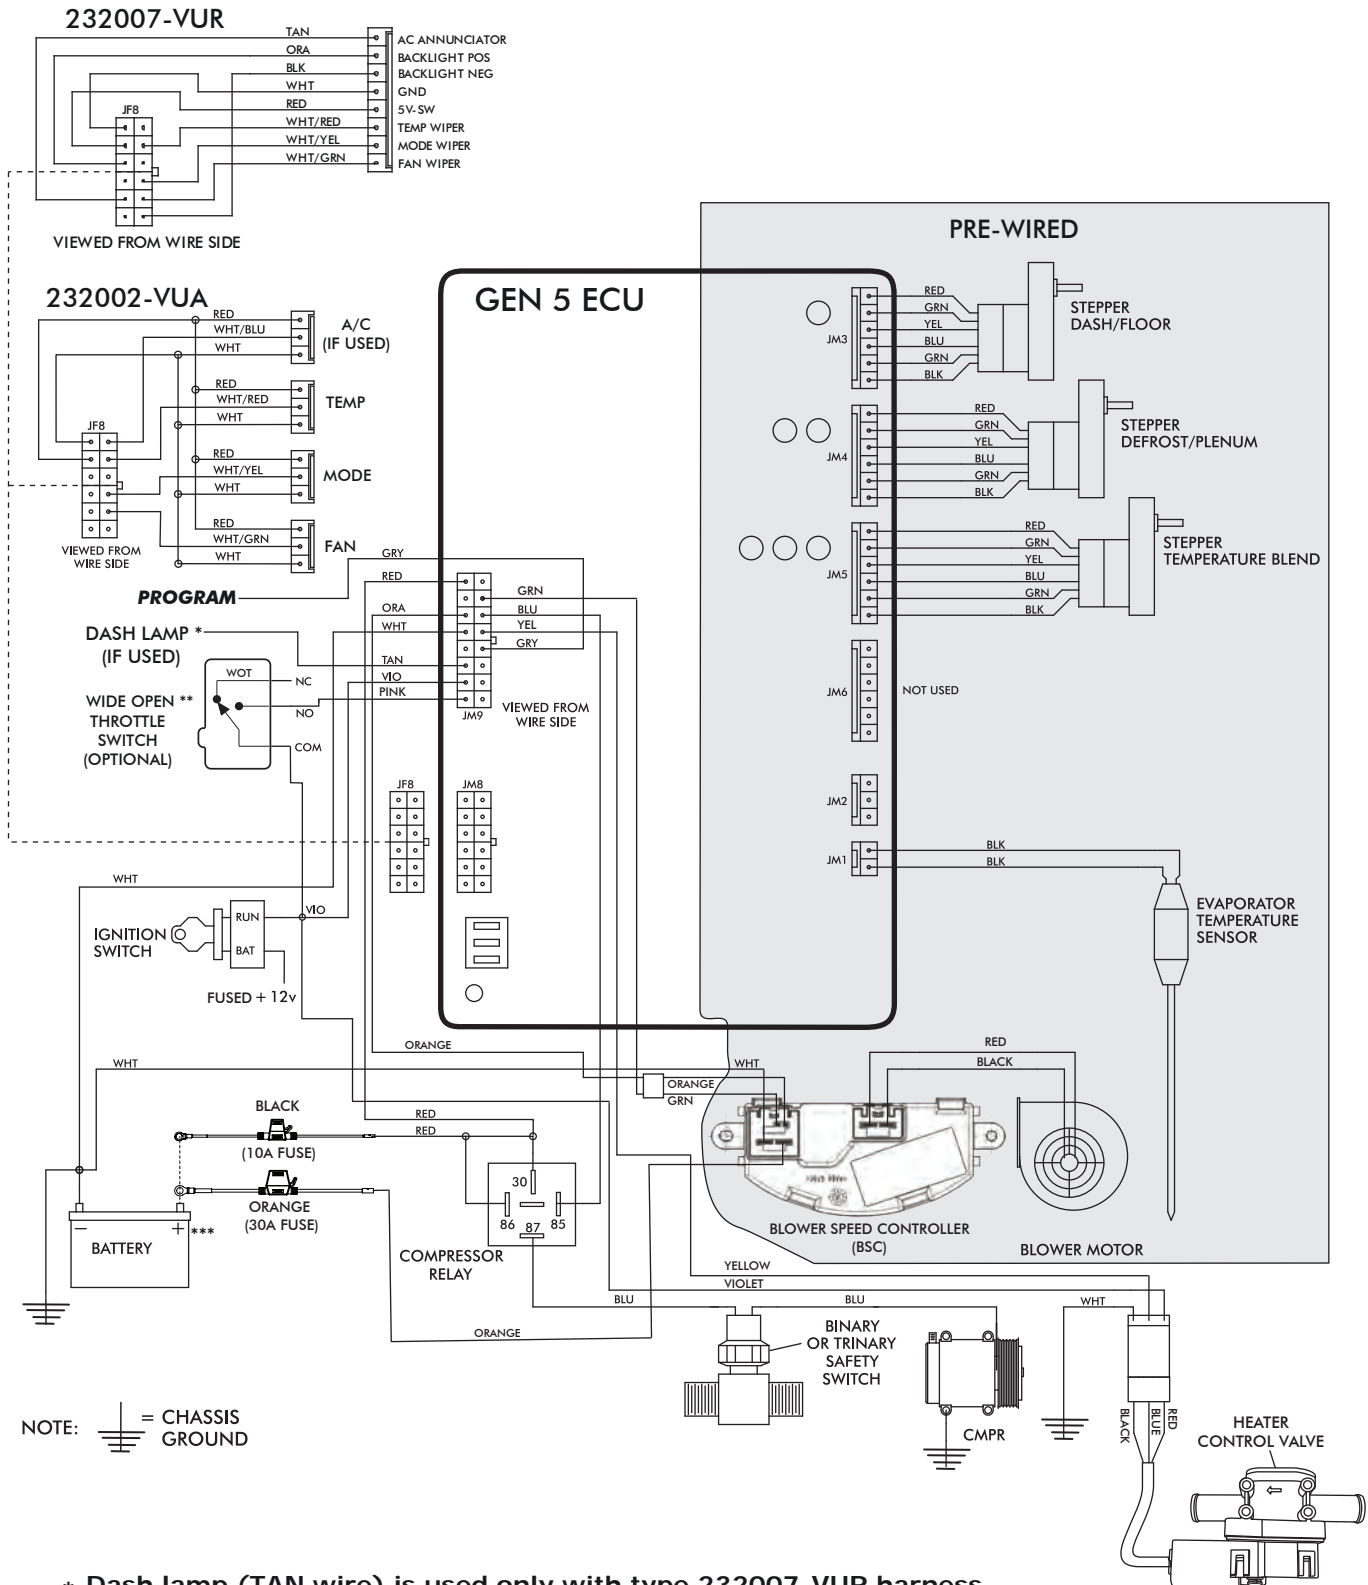 232007-VUR
TAN
ORA
BLK
WHT
RED
WHT/RED
WHT/YEL
WHT/GRN
AC ANNUNCIATOR
BACKLIGHT POS
BACKLIGHT NEG
GND
5V-SW
TEMP WIPER
MODE WIPER
FAN WIPER
JF8
VIEWED FROM WIRE SIDE
232002-VUA
RED
WHT/BLU
WHT
A/C
(IF USED)
RED
WHT/RED
WHT
TEMP
JF8
RED
WHT/YEL
WHT
MODE
RED
WHT/GRN
WHT
FAN
VIEWED FROM
WIRE SIDE
GEN 5 ECU
PRE-WIRED
JM3
RED
GRN
YEL
BLU
GRN
BLK
STEPPER
DASH/FLOOR
JM4
RED
GRN
YEL
BLU
GRN
BLK
STEPPER
DEFROST/PLENUM
JM5
RED
GRN
YEL
BLU
GRN
BLK
STEPPER
TEMPERATURE BLEND
JM6
NOT USED
JM2
JM1
BLK
BLK
EVAPORATOR
TEMPERATURE
SENSOR
PROGRAM
GRY
RED
ORA
WHT
TAN
VIO
PINK
GRN
BLU
YEL
GRY
JM9
VIEWED FROM
WIRE SIDE
DASH LAMP *
(IF USED)
WOT
NC
NO
COM
WIDE OPEN **
THROTTLE
SWITCH
(OPTIONAL)
JF8
JM8
WHT
VIO
IGNITION
SWITCH
RUN
BAT
FUSED + 12v
ORANGE
WHT
WHT
ORANGE
GRN
RED
BLACK
BLACK
(10A FUSE)
RED
RED
ORANGE
(30A FUSE)
− + ***
BATTERY
30
86
87
85
COMPRESSOR
RELAY
BLOWER SPEED CONTROLLER
(BSC)
BLOWER MOTOR
YELLOW
VIOLET
BLU
BLU
WHT
ORANGE
BINARY
OR TRINARY
SAFETY
SWITCH
CMPR
BLACK
BLUE
RED
HEATER
CONTROL VALVE
NOTE:
= CHASSIS
GROUND
* Dash lamp (TAN wire) is used only with type 232007-VUR harness